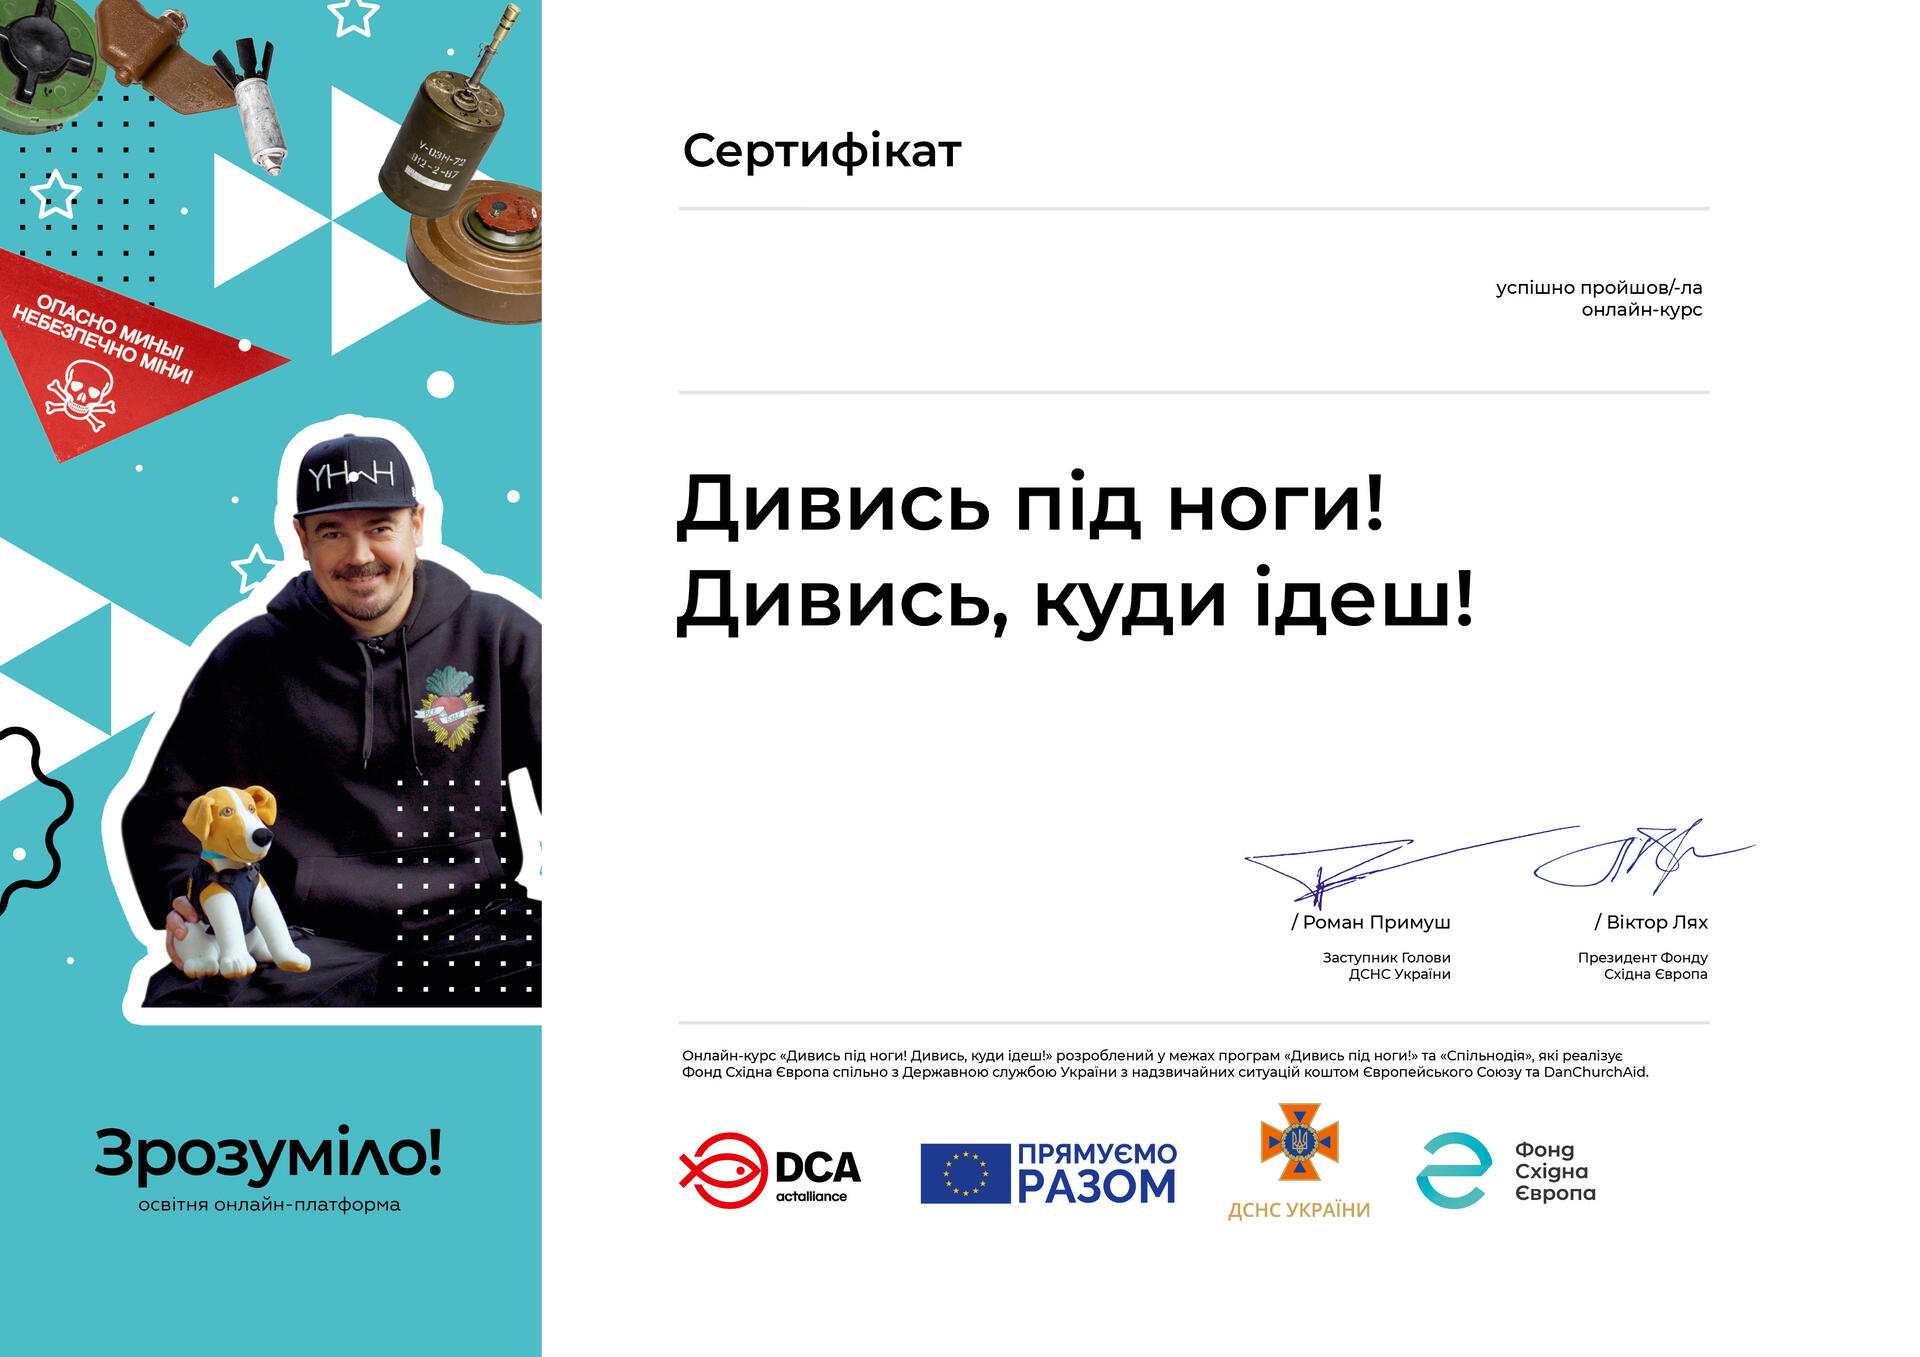 Сертифікат
успішно пройшов/-ла
онлайн-курс
Дивись під ноги!
Дивись, куди ідеш!
/ Роман Примуш
Заступник Голови
ДСНС України
/ Віктор Лях
Президент Фонду
Східна Європа
Онлайн-курс «Дивись під ноги! Дивись, куди ідеш!» розроблений у межах програм «Дивись під ноги!» та «Спільнодія», які реалізує
Фонд Східна Європа спільно з Державною службою України з надзвичайних ситуацій коштом Європейського Союзу та DanChurchAid.
DCA
actalliance
ПРЯМУЄМО
РАЗОМ
ДСНС УКРАЇНИ
Фонд
Східна
Європа
У-ОЗМ-72
ОПАСНО МИНЫ!
НЕБЕЗПЕЧНО МІНИ!
YHWH
Зрозуміло!
освітня онлайн-платформа